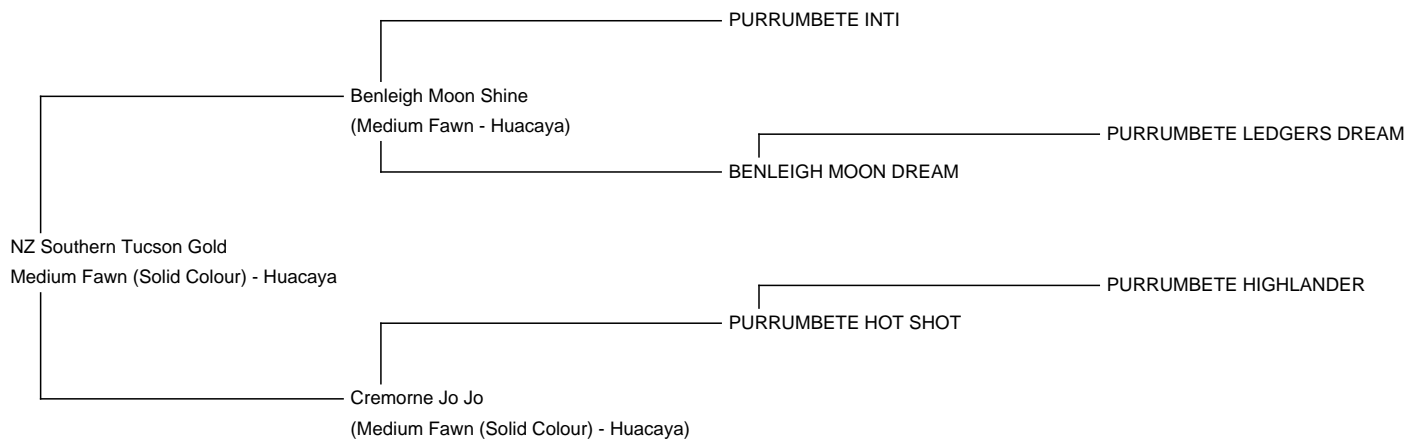 PURRUMBETE INTI
Benleigh Moon Shine
(Medium Fawn - Huacaya)
PURRUMBETE LEDGERS DREAM
BENLEIGH MOON DREAM
NZ Southern Tucson Gold
Medium Fawn (Solid Colour) - Huacaya
PURRUMBETE HIGHLANDER
PURRUMBETE HOT SHOT
Cremorne Jo Jo
(Medium Fawn (Solid Colour) - Huacaya)